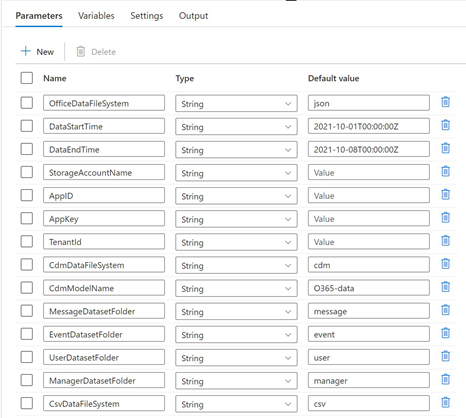 Parameters Variables Settings Output
New Delete
Name Type Default value
OfficeDataFileSystem String json
DataStartTime String 2021-10-01T00:00:00Z
DataEndTime String 2021-10-08T00:00:00Z
StorageAccountName String Value
AppID String Value
AppKey String Value
TenantId String Value
CdmDataFileSystem String cdm
CdmModelName String O365-data
MessageDatasetFolder String message
EventDatasetFolder String event
UserDatasetFolder String user
ManagerDatasetFolder String manager
CsvDataFileSystem String csv